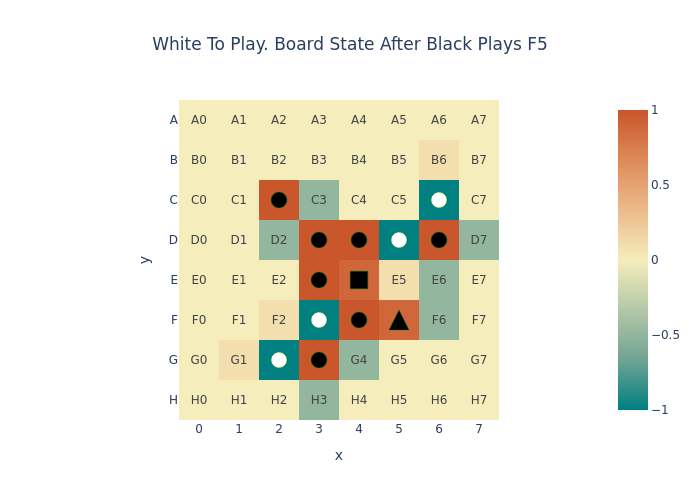 White To Play. Board State After Black Plays F5
A A0 A1 A2 A3 A4 A5 A6 A7
B B0 B1 B2 B3 B4 B5 B6 B7
C C0 C1 C3 C4 C5 C7
D D0 D1 D2 D7
E E0 E1 E2 E5 E6 E7
F F0 F1 F2 F6 F7
G G0 G1 G4 G5 G6 G7
H H0 H1 H2 H3 H4 H5 H6 H7
0 1 2 3 4 5 6 7
x
y
1
0.5
0
−0.5
−1